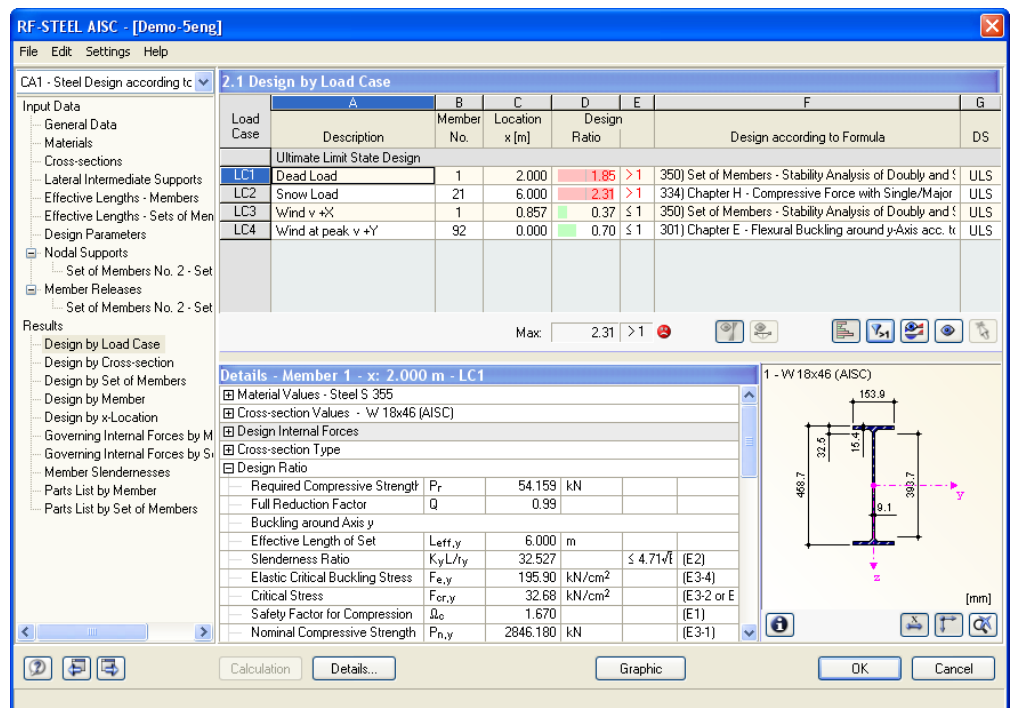 RF-STEEL AISC - [Demo-5eng]
File Edit Settings Help
CA1 - Steel Design according tc
Input Data
General Data
Materials
Cross-sections
Lateral Intermediate Supports
Effective Lengths - Members
Effective Lengths - Sets of Men
Design Parameters
Nodal Supports
Set of Members No. 2 - Set
Member Releases
Set of Members No. 2 - Set
Results
Design by Load Case
Design by Cross-section
Design by Set of Members
Design by Member
Design by x-Location
Governing Internal Forces by M
Governing Internal Forces by S
Member Slendernesses
Parts List by Member
Parts List by Set of Members
2.1 Design by Load Case
A B C D E F G
Load Case Description Member No. Location x [m] Design Ratio Design according to Formula DS
Ultimate Limit State Design
LC1 Dead Load 1 2.000 1.85 > 1 350) Set of Members - Stability Analysis of Doubly and ULS
LC2 Snow Load 21 6.000 2.31 > 1 334) Chapter H - Compressive Force with Single/Major ULS
LC3 Wind v +X 1 0.857 0.37 ≤ 1 350) Set of Members - Stability Analysis of Doubly and ULS
LC4 Wind at peak v +Y 92 0.000 0.70 ≤ 1 301) Chapter E - Flexural Buckling around y-Axis acc. to ULS
Max: 2.31 > 1
Details - Member 1 - x: 2.000 m - LC1
Material Values - Steel S 355
Cross-section Values - W 18x46 (AISC)
Design Internal Forces
Cross-section Type
Design Ratio
Required Compressive Strength Pr 54.159 kN
Full Reduction Factor Q 0.99
Buckling around Axis y
Effective Length of Set Leff,y 6.000 m
Slenderness Ratio KyL/ry 32.527 ≤ 4.71√E (E2)
Elastic Critical Buckling Stress Fe,y 195.90 kN/cm² (E3-4)
Critical Stress Fcr,y 32.68 kN/cm² (E3-2 or E
Safety Factor for Compression Ωc 1.670 (E1)
Nominal Compressive Strength Pn,y 2846.180 kN (E3-1)
1 - W 18x46 (AISC)
153.9
32.5
15.4
458.7
393.7
9.1
y
z
[mm]
Calculation Details... Graphic OK Cancel